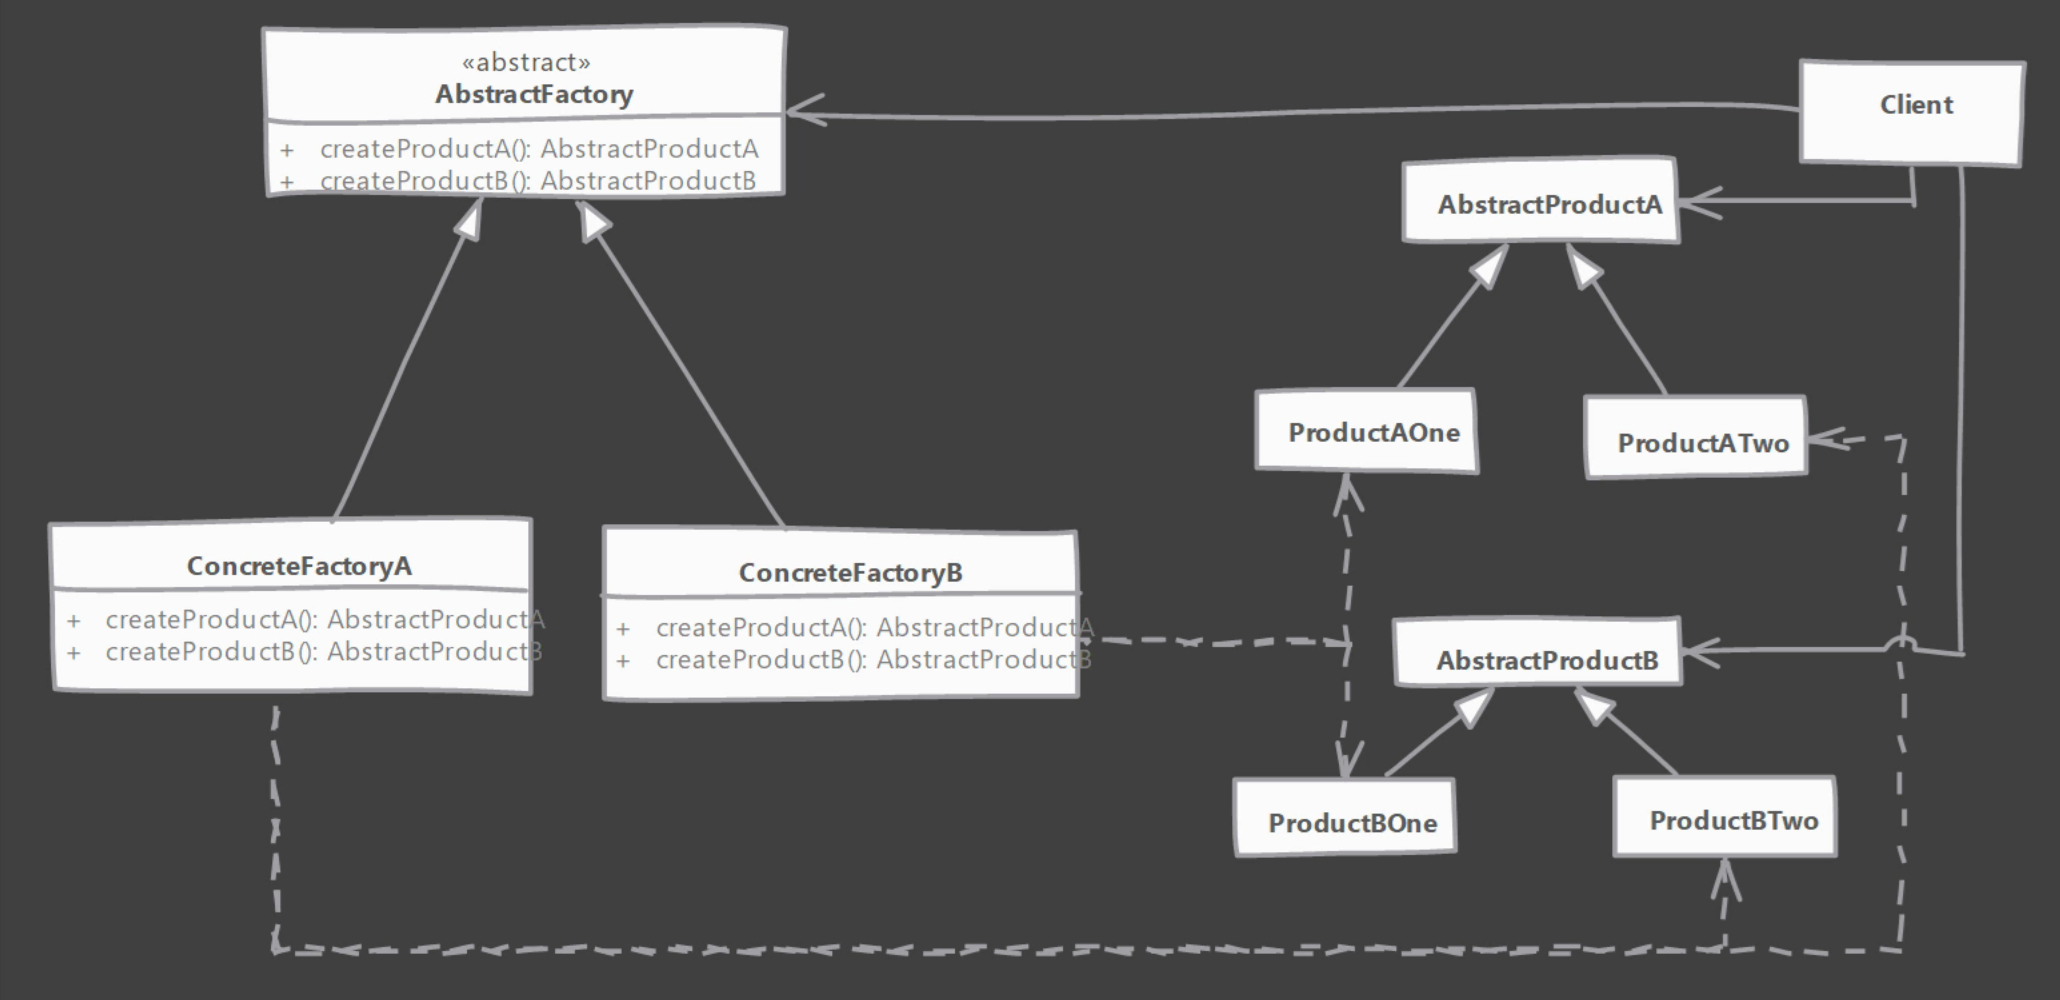 «abstract»
AbstractFactory
+ createProductA(): AbstractProductA
+ createProductB(): AbstractProductB
Client
AbstractProductA
ProductAOne
ProductATwo
ConcreteFactoryA
+ createProductA(): AbstractProductA
+ createProductB(): AbstractProductB
ConcreteFactoryB
+ createProductA(): AbstractProductA
+ createProductB(): AbstractProductB
AbstractProductB
ProductBOne
ProductBTwo